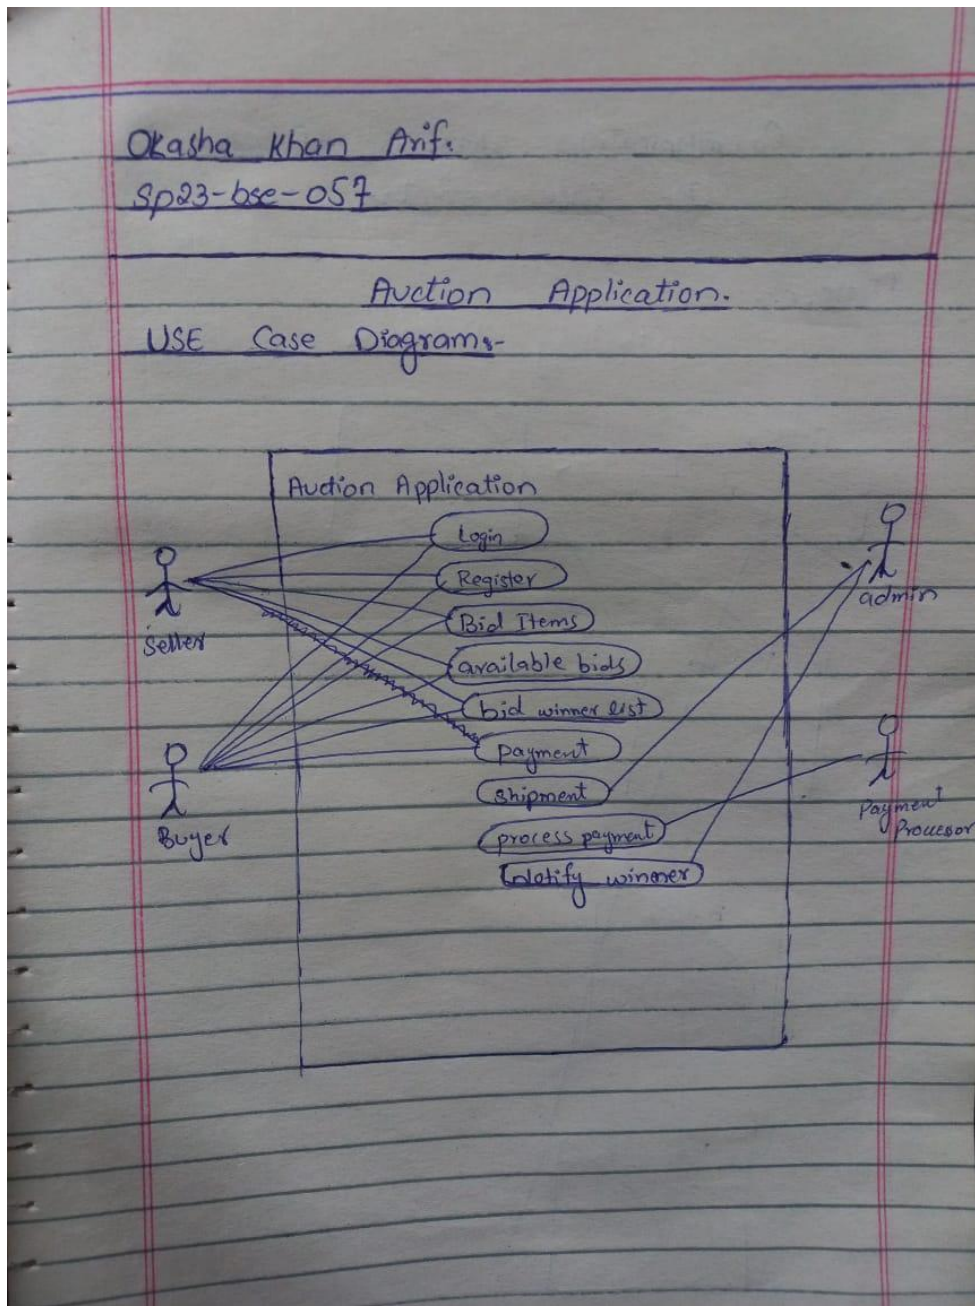 Okasha Khan Arif.
Sp23-bse-057
Auction Application.
USE Case Diagrams-
Auction Application
Login
Register
Bid Items
available bids
bid winner list
payment
shipment
process payment
Notify winner
Seller
Buyer
admin
Payment
Processor